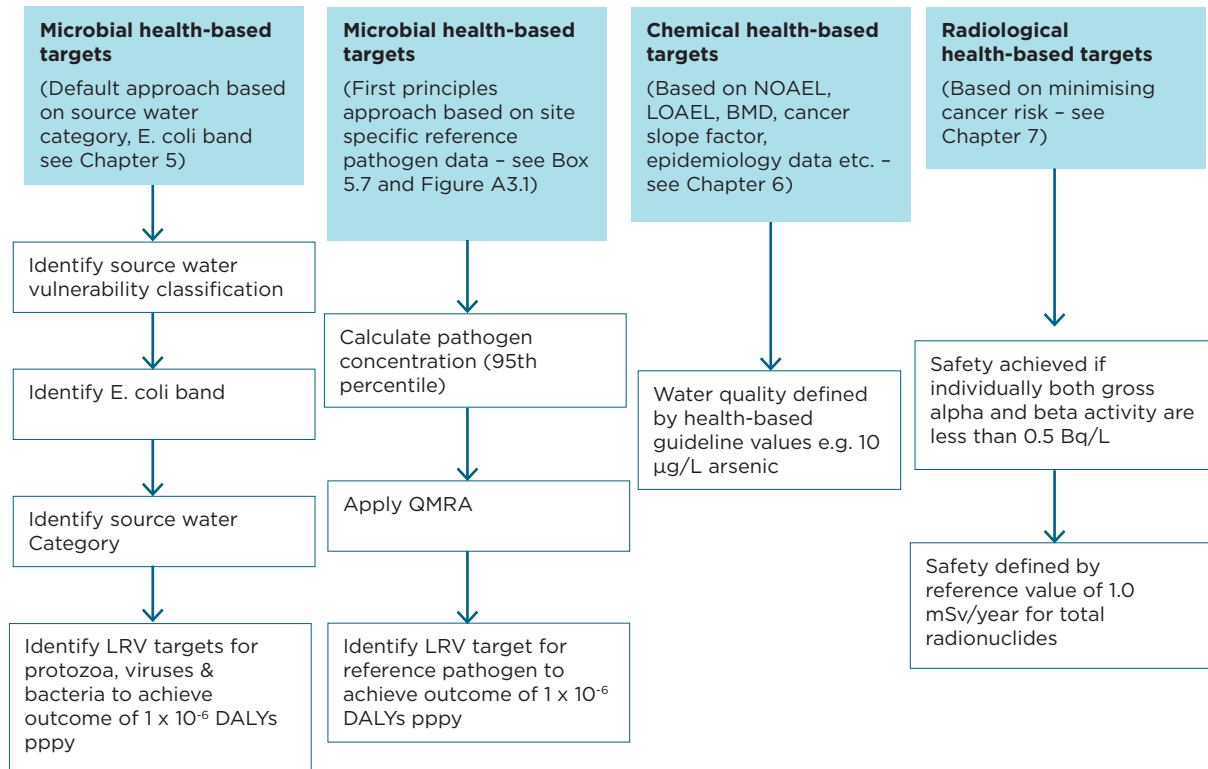 Microbial health-based
targets
(Default approach based
on source water
category, E. coli band
see Chapter 5)
Identify source water
vulnerability classification
Identify E. coli band
Identify source water
Category
Identify LRV targets for
protozoa, viruses &
bacteria to achieve
outcome of 1 x 10⁻⁶ DALYs
pppy
Microbial health-based
targets
(First principles
approach based on site
specific reference
pathogen data – see Box
5.7 and Figure A3.1)
Calculate pathogen
concentration (95th
percentile)
Apply QMRA
Identify LRV target for
reference pathogen to
achieve outcome of 1 x 10⁻⁶
DALYs pppy
Chemical health-based
targets
(Based on NOAEL,
LOAEL, BMD, cancer
slope factor,
epidemiology data etc. –
see Chapter 6)
Water quality defined
by health-based
guideline values e.g. 10
µg/L arsenic
Radiological
health-based targets
(Based on minimising
cancer risk – see
Chapter 7)
Safety achieved if
individually both gross
alpha and beta activity are
less than 0.5 Bq/L
Safety defined by
reference value of 1.0
mSv/year for total
radionuclides